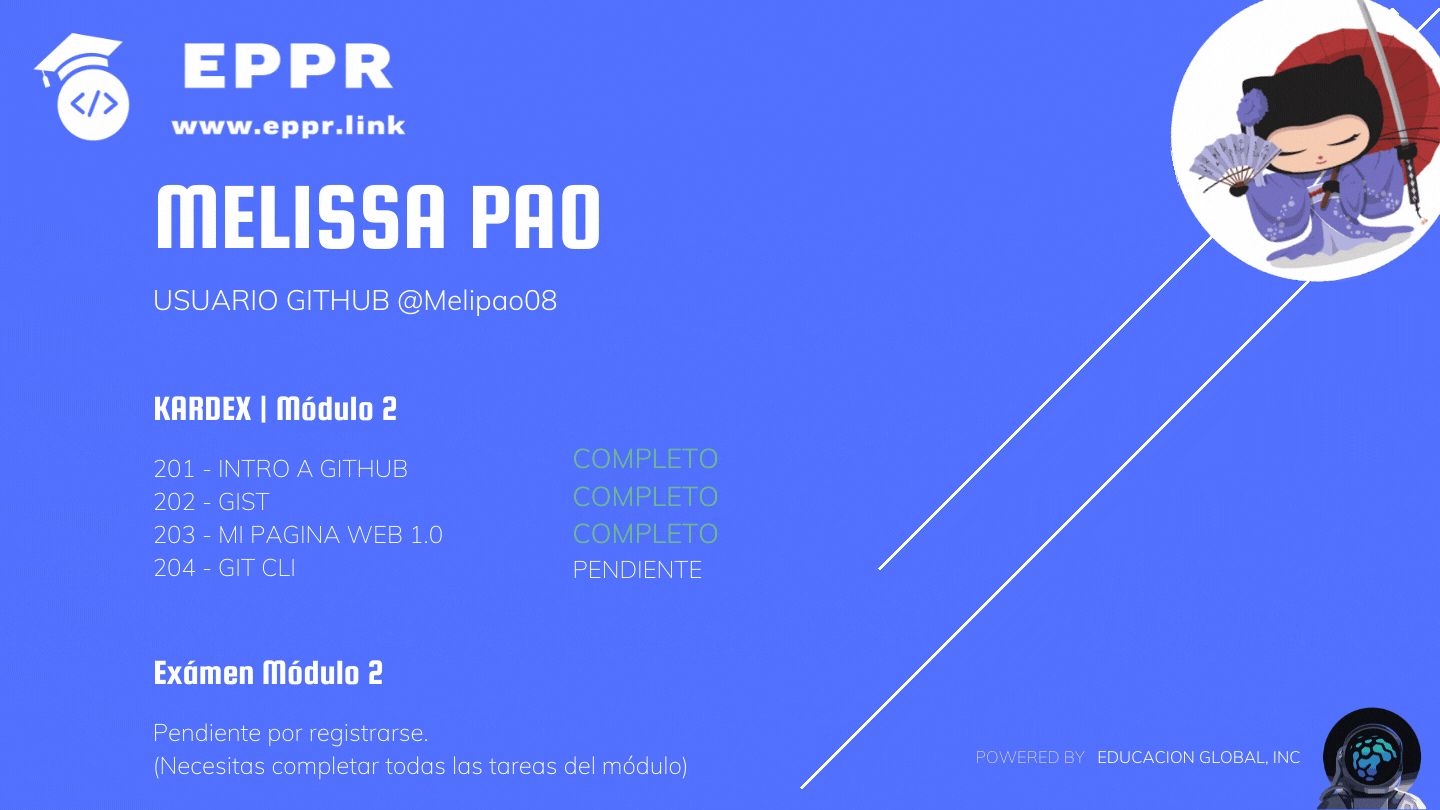 EPPR
www.eppr.link
MELISSA PAO
USUARIO GITHUB @Melipao08
KARDEX | Módulo 2
201 - INTRO A GITHUB COMPLETO
202 - GIST COMPLETO
203 - MI PAGINA WEB 1.0 COMPLETO
204 - GIT CLI PENDIENTE
Exámen Módulo 2
Pendiente por registrarse.
(Necesitas completar todas las tareas del módulo)
POWERED BY EDUCACION GLOBAL, INC